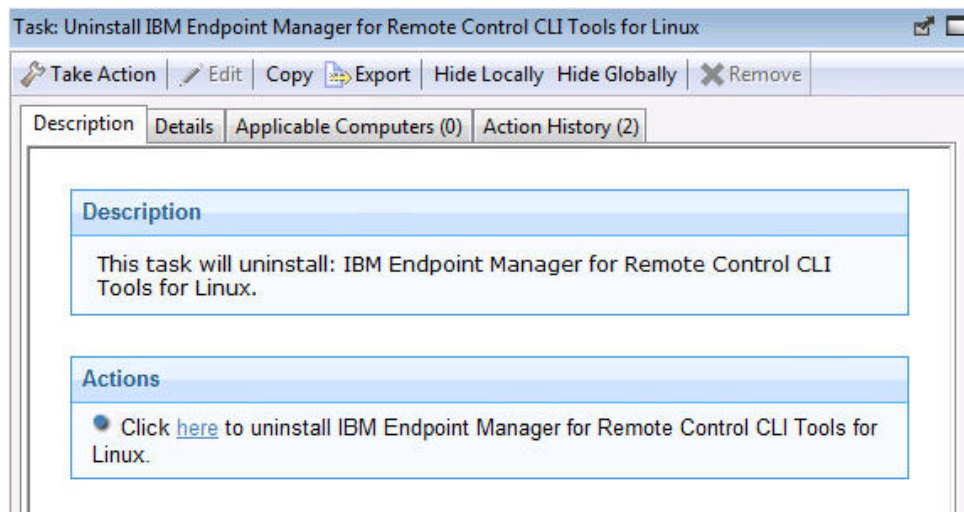 Task: Uninstall IBM Endpoint Manager for Remote Control CLI Tools for Linux
Take Action Edit Copy Export Hide Locally Hide Globally Remove
Description Details Applicable Computers (0) Action History (2)
Description
This task will uninstall: IBM Endpoint Manager for Remote Control CLI
Tools for Linux.
Actions
Click here to uninstall IBM Endpoint Manager for Remote Control CLI Tools for
Linux.